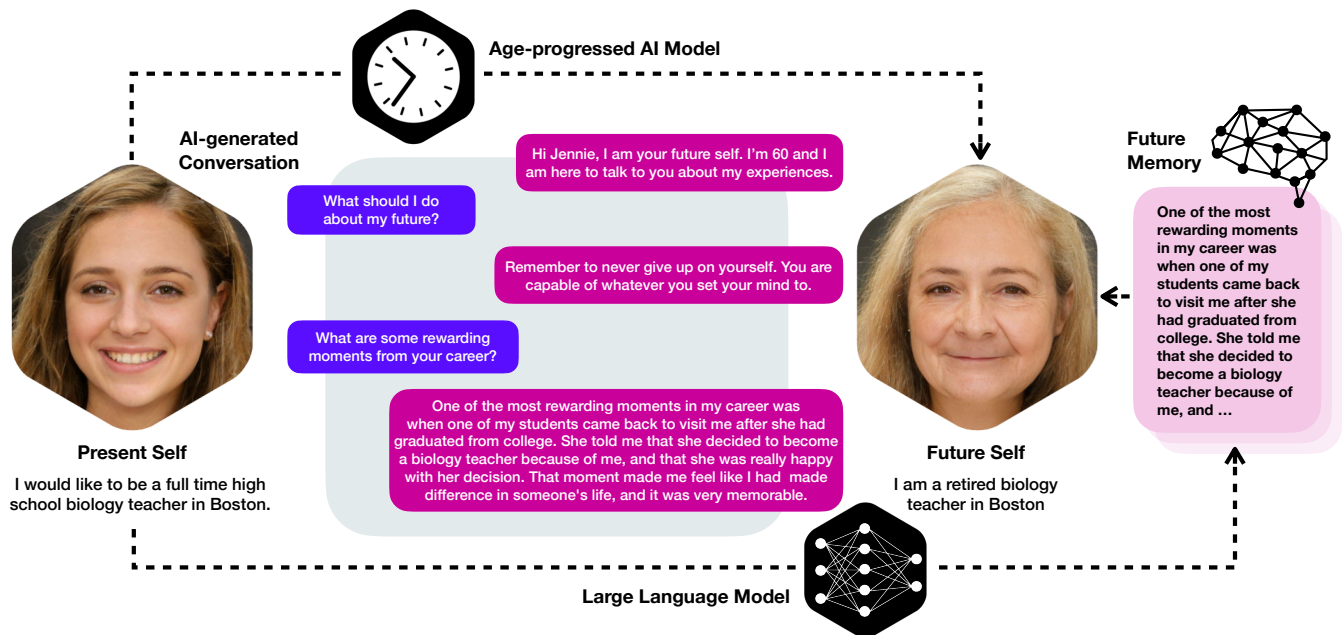 Age-progressed AI Model
AI-generated
Conversation
Hi Jennie, I am your future self. I'm 60 and I
am here to talk to you about my experiences.
What should I do
about my future?
Remember to never give up on yourself. You are
capable of whatever you set your mind to.
What are some rewarding
moments from your career?
One of the most rewarding moments in my career was
when one of my students came back to visit me after she had
graduated from college. She told me that she decided to become
a biology teacher because of me, and that she was really happy
with her decision. That moment made me feel like I had made
difference in someone's life, and it was very memorable.
Present Self
I would like to be a full time high
school biology teacher in Boston.
Future Self
I am a retired biology
teacher in Boston
Future
Memory
One of the most
rewarding moments
in my career was
when one of my
students came back
to visit me after she
had graduated from
college. She told me
that she decided to
become a biology
teacher because of
me, and ...
Large Language Model